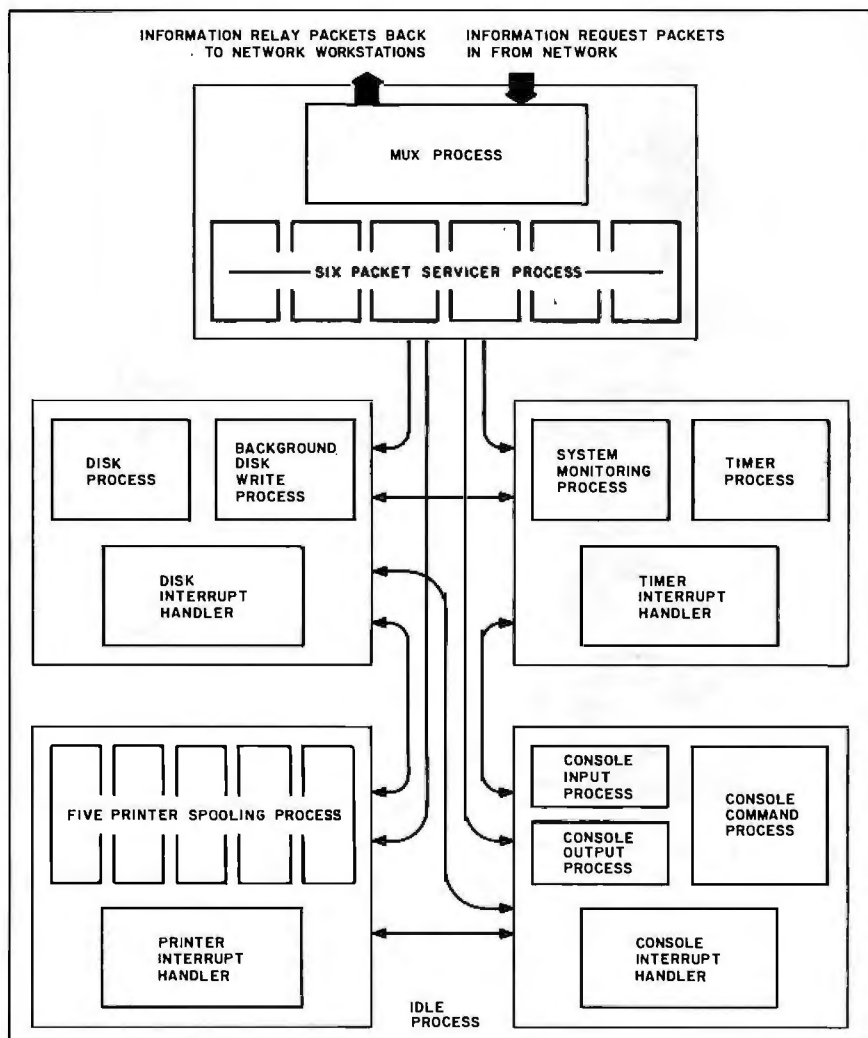 INFORMATION RELAY PACKETS BACK
TO NETWORK WORKSTATIONS
INFORMATION REQUEST PACKETS
IN FROM NETWORK
MUX PROCESS
SIX PACKET SERVICER PROCESS
DISK
PROCESS
BACKGROUND
DISK
WRITE
PROCESS
DISK
INTERRUPT
HANDLER
SYSTEM
MONITORING
PROCESS
TIMER
PROCESS
TIMER
INTERRUPT
HANDLER
FIVE PRINTER SPOOLING PROCESS
PRINTER
INTERRUPT
HANDLER
CONSOLE
INPUT
PROCESS
CONSOLE
OUTPUT
PROCESS
CONSOLE
COMMAND
PROCESS
CONSOLE
INTERRUPT
HANDLER
IDLE
PROCESS